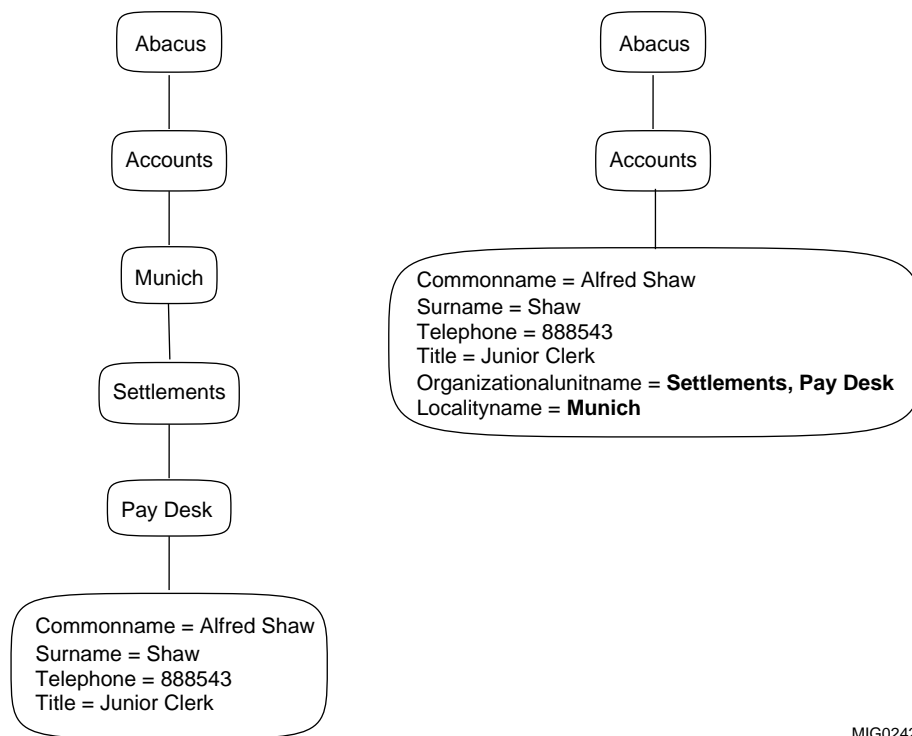 Abacus
Accounts
Munich
Settlements
Pay Desk
Commonname = Alfred Shaw
Surname = Shaw
Telephone = 888543
Title = Junior Clerk
Abacus
Accounts
Commonname = Alfred Shaw
Surname = Shaw
Telephone = 888543
Title = Junior Clerk
Organizationalunitname = Settlements, Pay Desk
Localityname = Munich